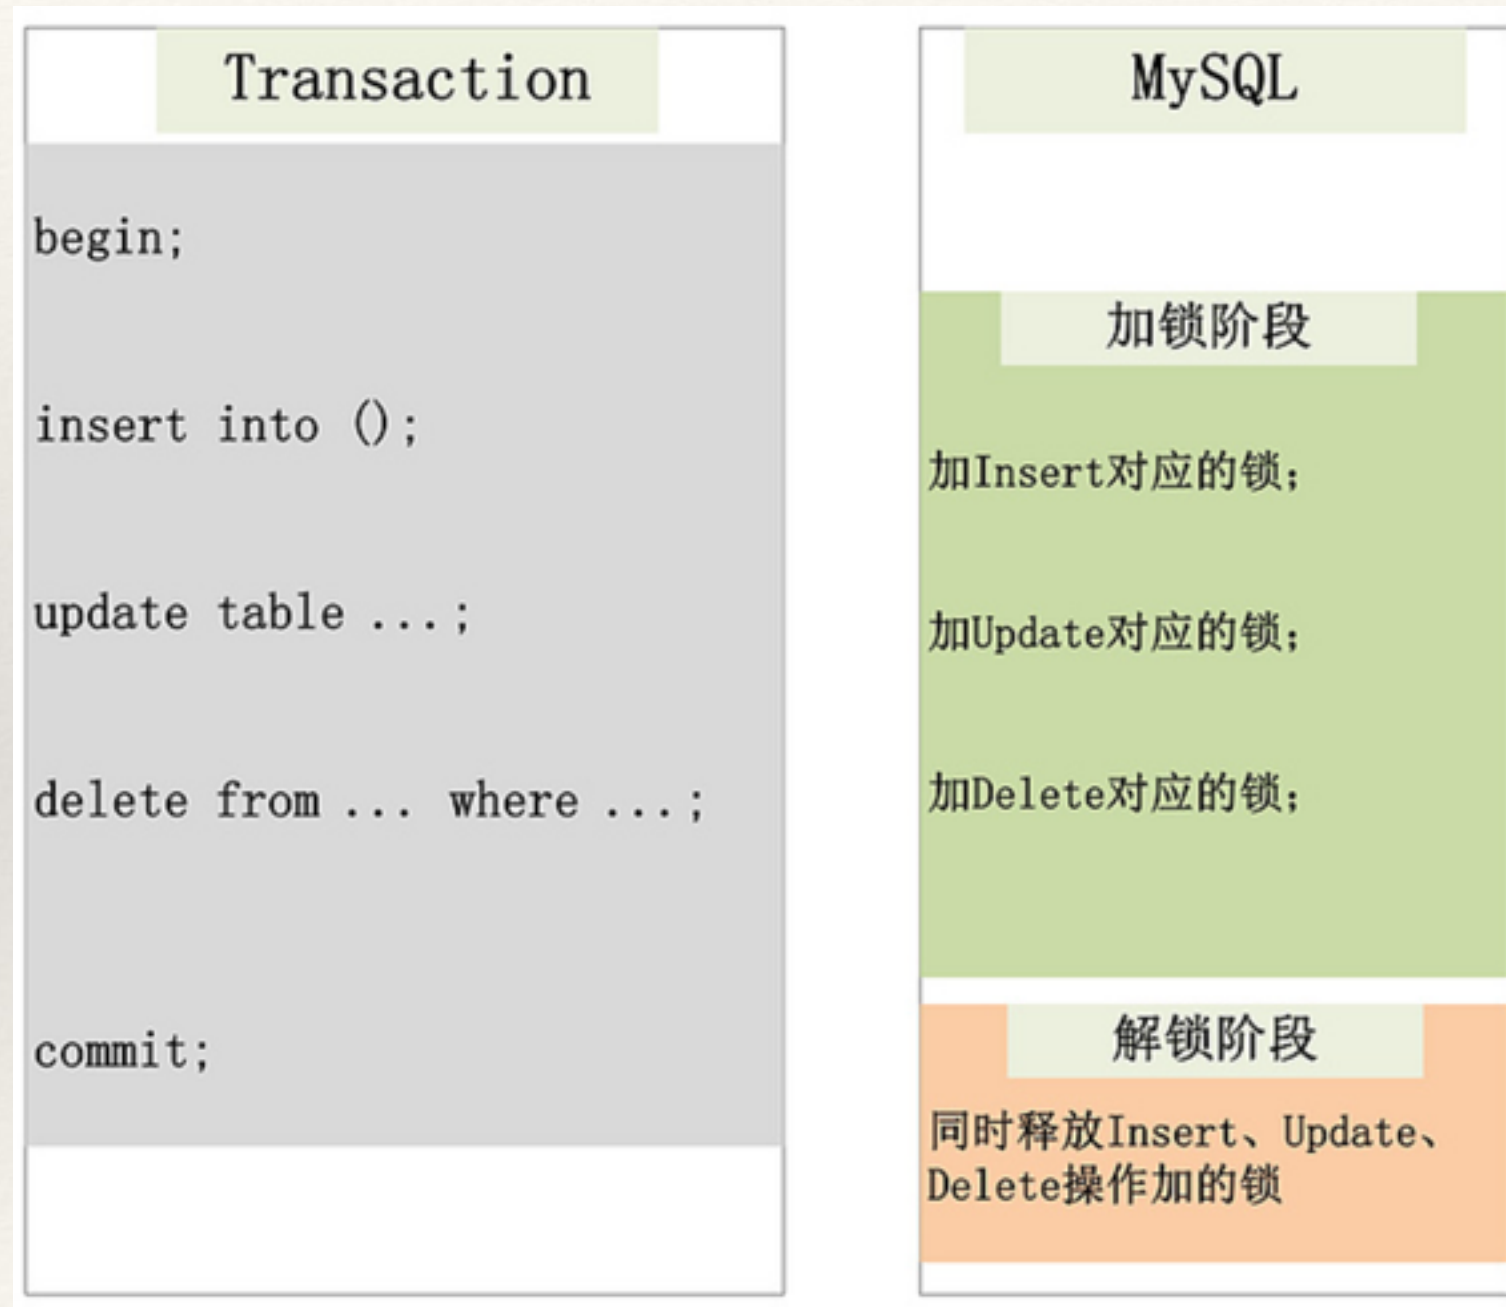 Transaction
begin;
insert into ();
update table ...;
delete from ... where ...;
commit;
MySQL
加锁阶段
加Insert对应的锁;
加Update对应的锁;
加Delete对应的锁;
解锁阶段
同时释放Insert、Update、
Delete操作加的锁